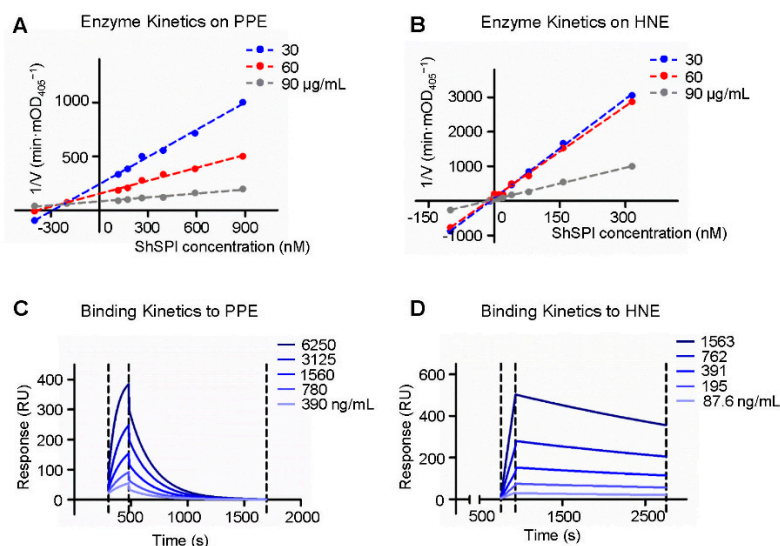 A
Enzyme Kinetics on PPE
30
60
90 µg/mL
1/V (min·mOD₄₀₅⁻¹)
1000
500
-300
300
600
900
ShSPI concentration (nM)
B
Enzyme Kinetics on HNE
30
60
90 µg/mL
1/V (min·mOD₄₀₅⁻¹)
3000
2000
1000
0
-1000
-150
0
150
300
ShSPI concentration (nM)
C
Binding Kinetics to PPE
6250
3125
1560
780
390 ng/mL
Response (RU)
400
300
200
100
0
500
1000
1500
2000
Time (s)
D
Binding Kinetics to HNE
1563
762
391
195
87.6 ng/mL
Response (RU)
600
400
200
0
500
1500
2500
Time (s)